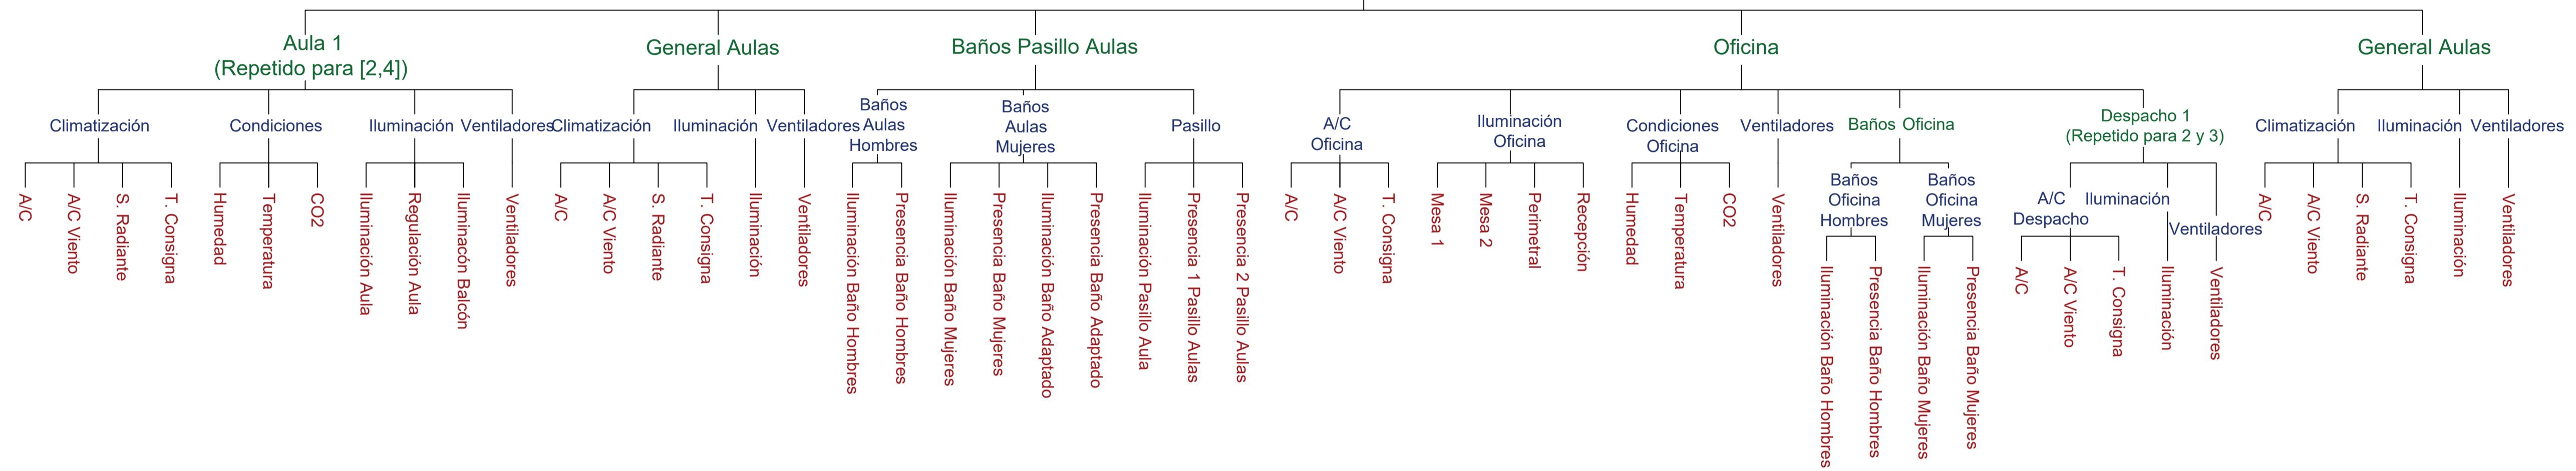 Aula 1
(Repetido para [2,4])
General Aulas
Baños Pasillo Aulas
Oficina
General Aulas
Climatización
Condiciones
Iluminación
Ventiladores
Climatización
Iluminación
Ventiladores
Baños
Aulas
Hombres
Baños
Aulas
Mujeres
Pasillo
A/C
Oficina
Iluminación
Oficina
Condiciones
Oficina
Ventiladores
Baños Oficina
Despacho 1
(Repetido para 2 y 3)
Climatización
Iluminación
Ventiladores
Baños
Oficina
Hombres
Baños
Oficina
Mujeres
A/C
Despacho
Iluminación
Ventiladores
A/C
A/C Viento
S. Radiante
T. Consigna
Humedad
Temperatura
CO2
Iluminación Aula
Regulación Aula
Iluminacón Balcón
Ventiladores
A/C
A/C Viento
S. Radiante
T. Consigna
Iluminación
Ventiladores
Iluminación Baño Hombres
Presencia Baño Hombres
Iluminación Baño Mujeres
Presencia Baño Mujeres
Iluminación Baño Adaptado
Presencia Baño Adaptado
Iluminación Pasillo Aula
Presencia 1 Pasillo Aulas
Presencia 2 Pasillo Aulas
A/C
A/C Viento
T. Consigna
Mesa 1
Mesa 2
Perimetral
Recepción
Humedad
Temperatura
CO2
Ventiladores
Iluminación Baño Hombres
Presencia Baño Hombres
Iluminación Baño Mujeres
Presencia Baño Mujeres
A/C
A/C Viento
T. Consigna
Iluminación
Ventiladores
A/C
A/C Viento
S. Radiante
T. Consigna
Iluminación
Ventiladores